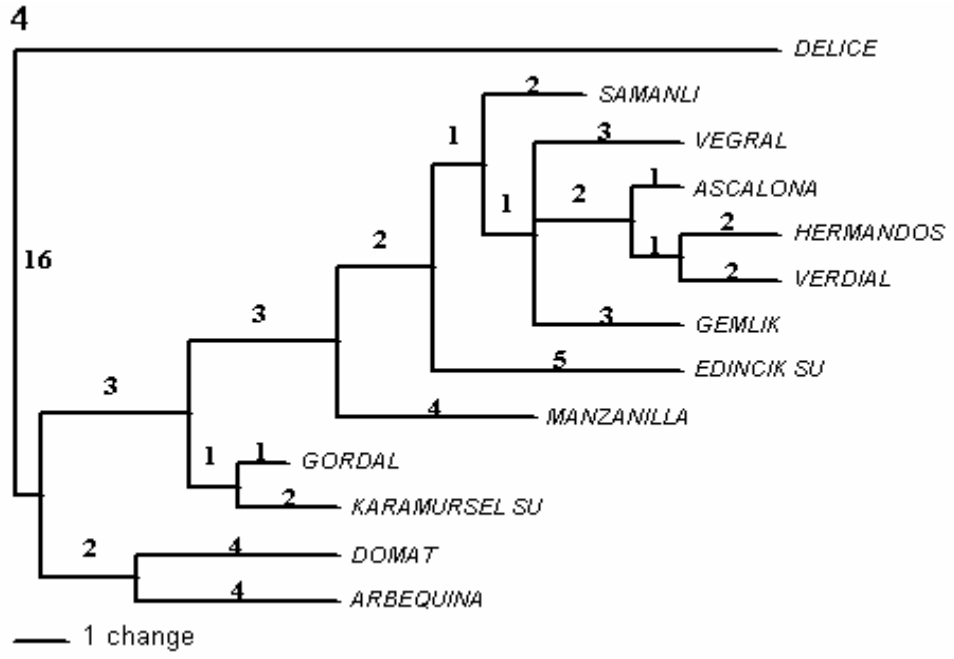 4
DELICE
2 SAMANLI
1
3 VEGRAL
1 ASCALONA
2
1
2 HERMANDOS
1
2
16
2 VERDIAL
3
3 GEMLIK
5 EDINCIK SU
3
4 MANZANILLA
1
1 GORDAL
2 KARAMURSEL SU
2
4 DOMAT
4 ARBEQUINA
1 change